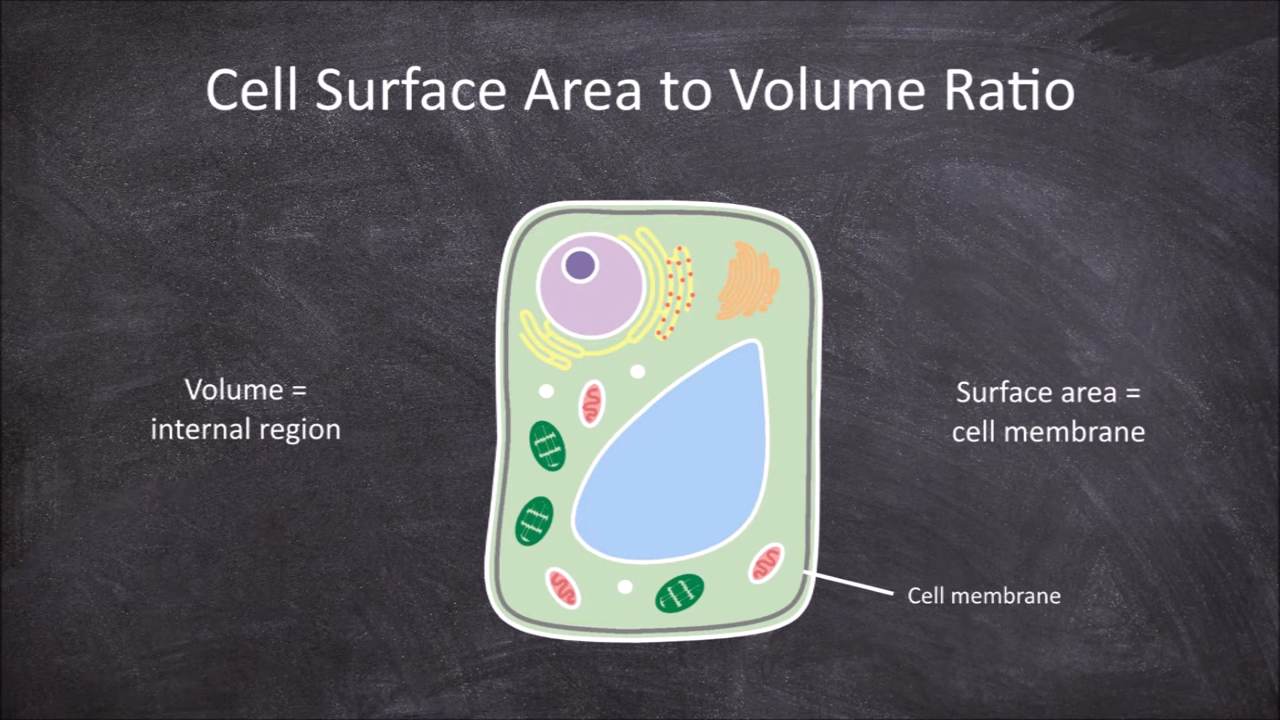 Cell Surface Area to Volume Ratio
Volume =
internal region
Surface area =
cell membrane
Cell membrane